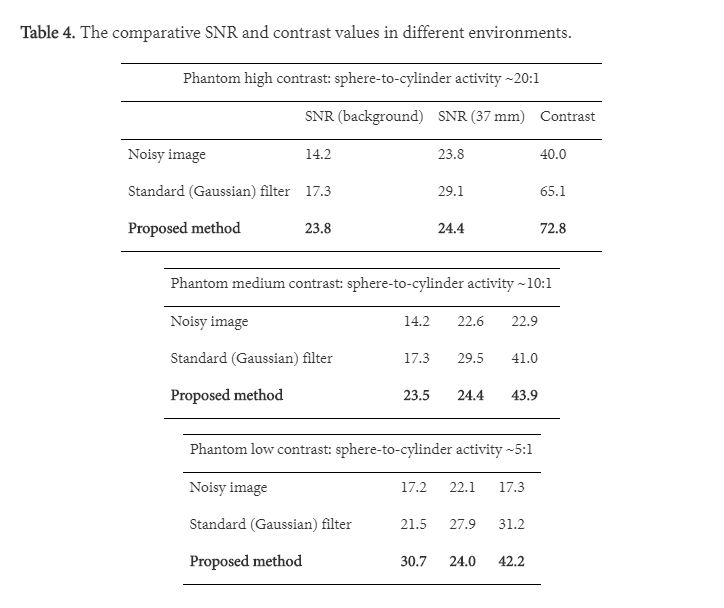 Table 4. The comparative SNR and contrast values in different environments.
Phantom high contrast: sphere-to-cylinder activity ~20:1
SNR (background) SNR (37 mm) Contrast
Noisy image 14.2 23.8 40.0
Standard (Gaussian) filter 17.3 29.1 65.1
Proposed method 23.8 24.4 72.8
Phantom medium contrast: sphere-to-cylinder activity ~10:1
Noisy image 14.2 22.6 22.9
Standard (Gaussian) filter 17.3 29.5 41.0
Proposed method 23.5 24.4 43.9
Phantom low contrast: sphere-to-cylinder activity ~5:1
Noisy image 17.2 22.1 17.3
Standard (Gaussian) filter 21.5 27.9 31.2
Proposed method 30.7 24.0 42.2